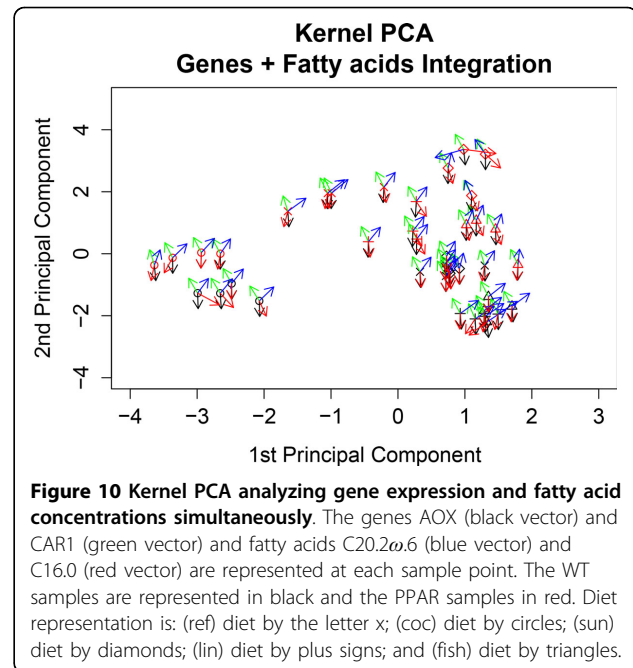 Kernel PCA
Genes + Fatty acids Integration
2nd Principal Component
4
2
0
−2
−4
−4 −3 −2 −1 0 1 2 3
1st Principal Component
Figure 10 Kernel PCA analyzing gene expression and fatty acid
concentrations simultaneously. The genes AOX (black vector) and
CAR1 (green vector) and fatty acids C20.2ω.6 (blue vector) and
C16.0 (red vector) are represented at each sample point. The WT
samples are represented in black and the PPAR samples in red. Diet
representation is: (ref) diet by the letter x; (coc) diet by circles; (sun)
diet by diamonds; (lin) diet by plus signs; and (fish) diet by triangles.